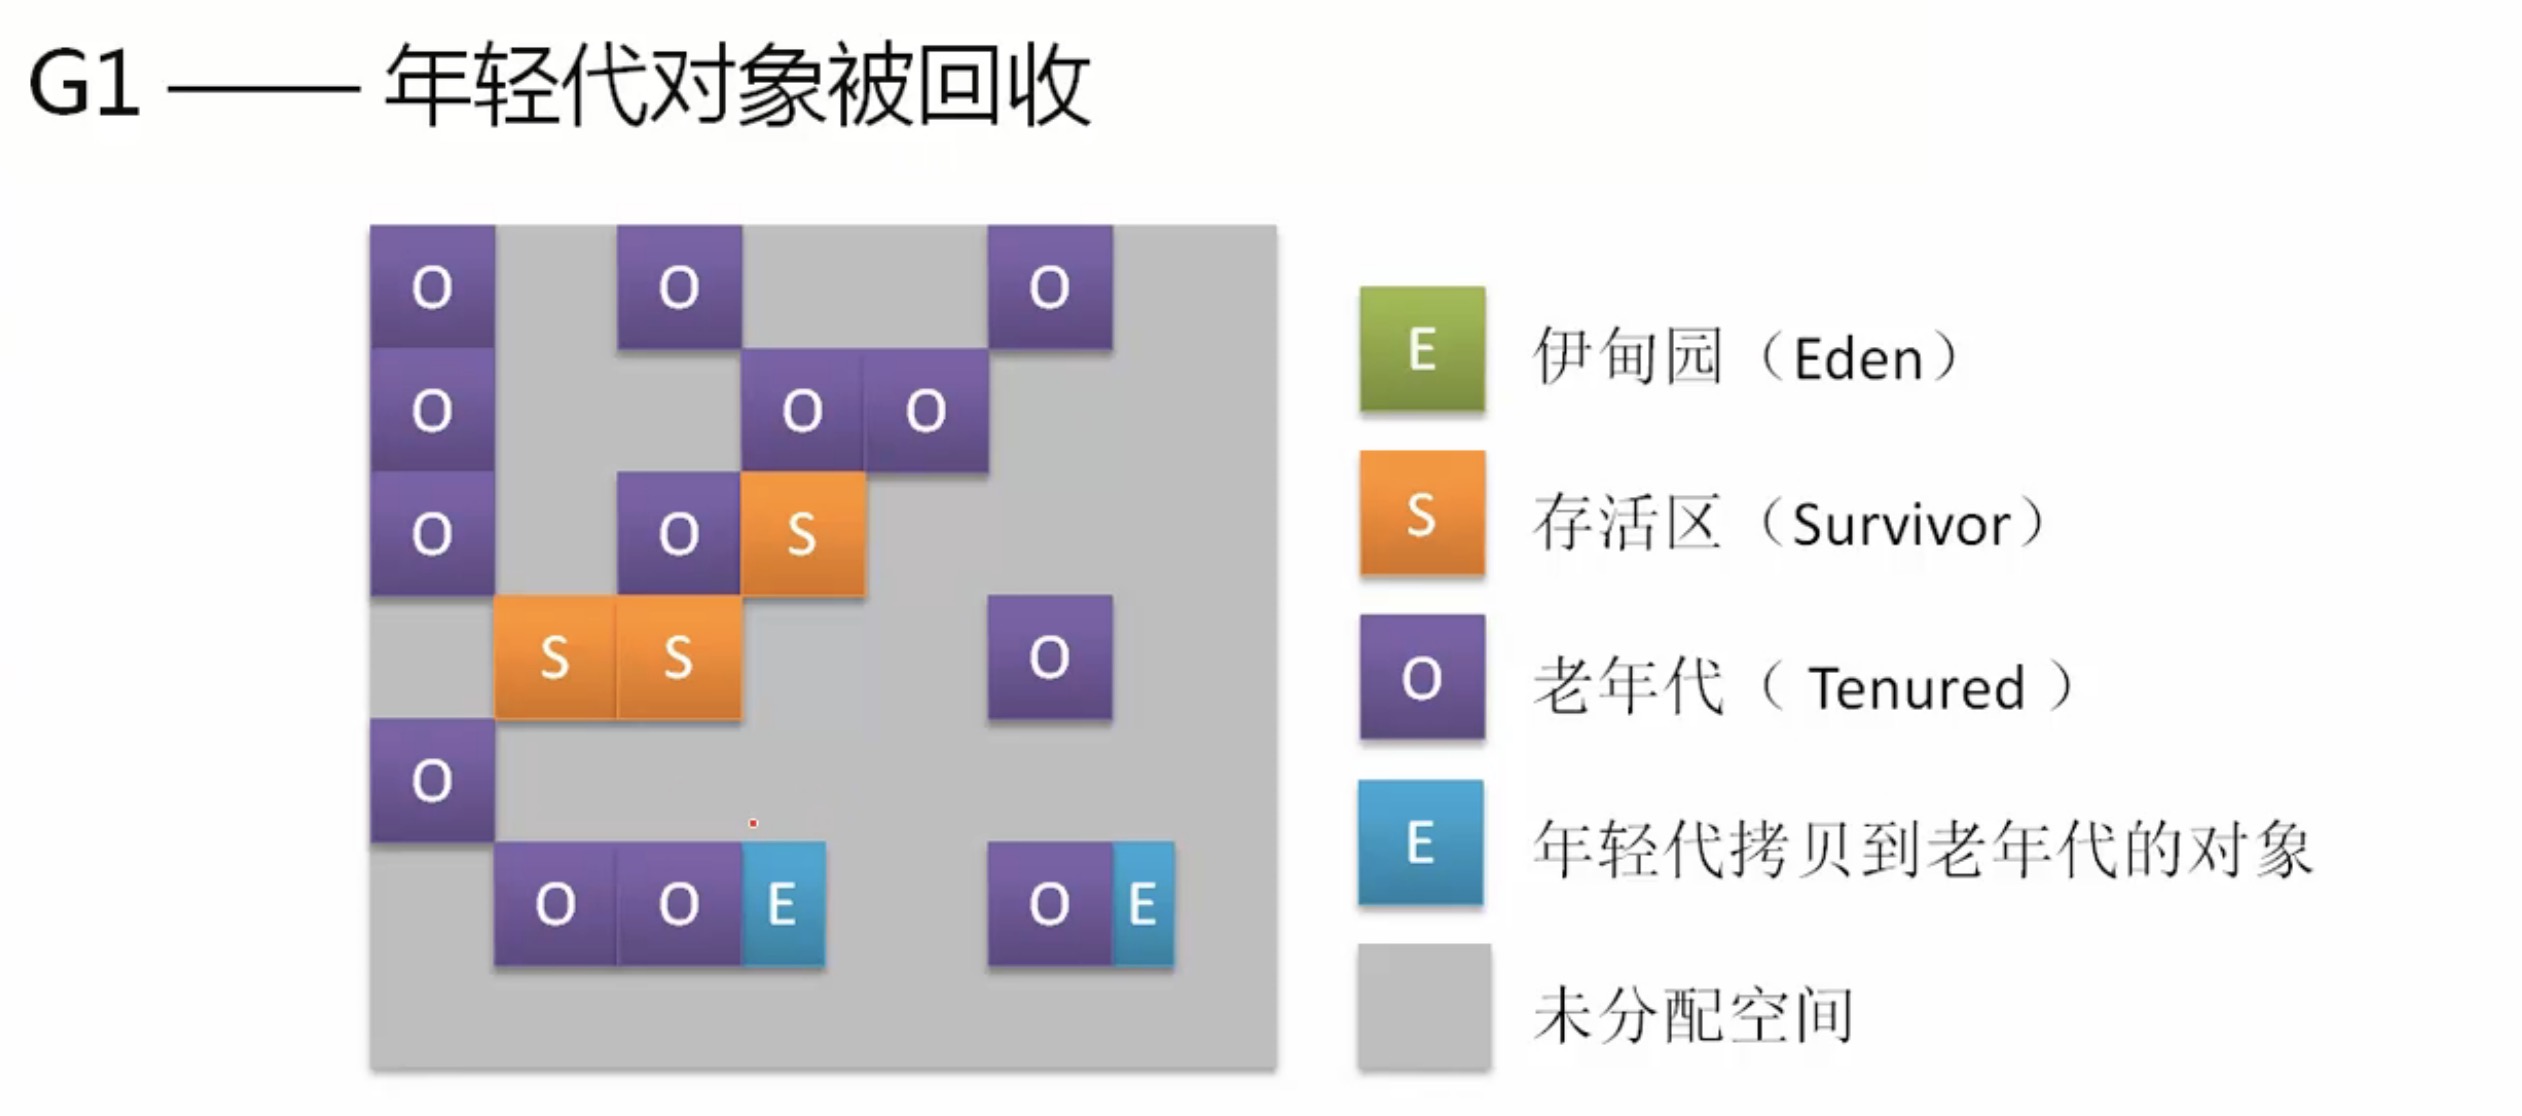 G1 —— 年轻代对象被回收
O O O
O O O
O O S
S S O
O
O O E O E
E 伊甸园（Eden）
S 存活区（Survivor）
O 老年代（ Tenured ）
E 年轻代拷贝到老年代的对象
未分配空间